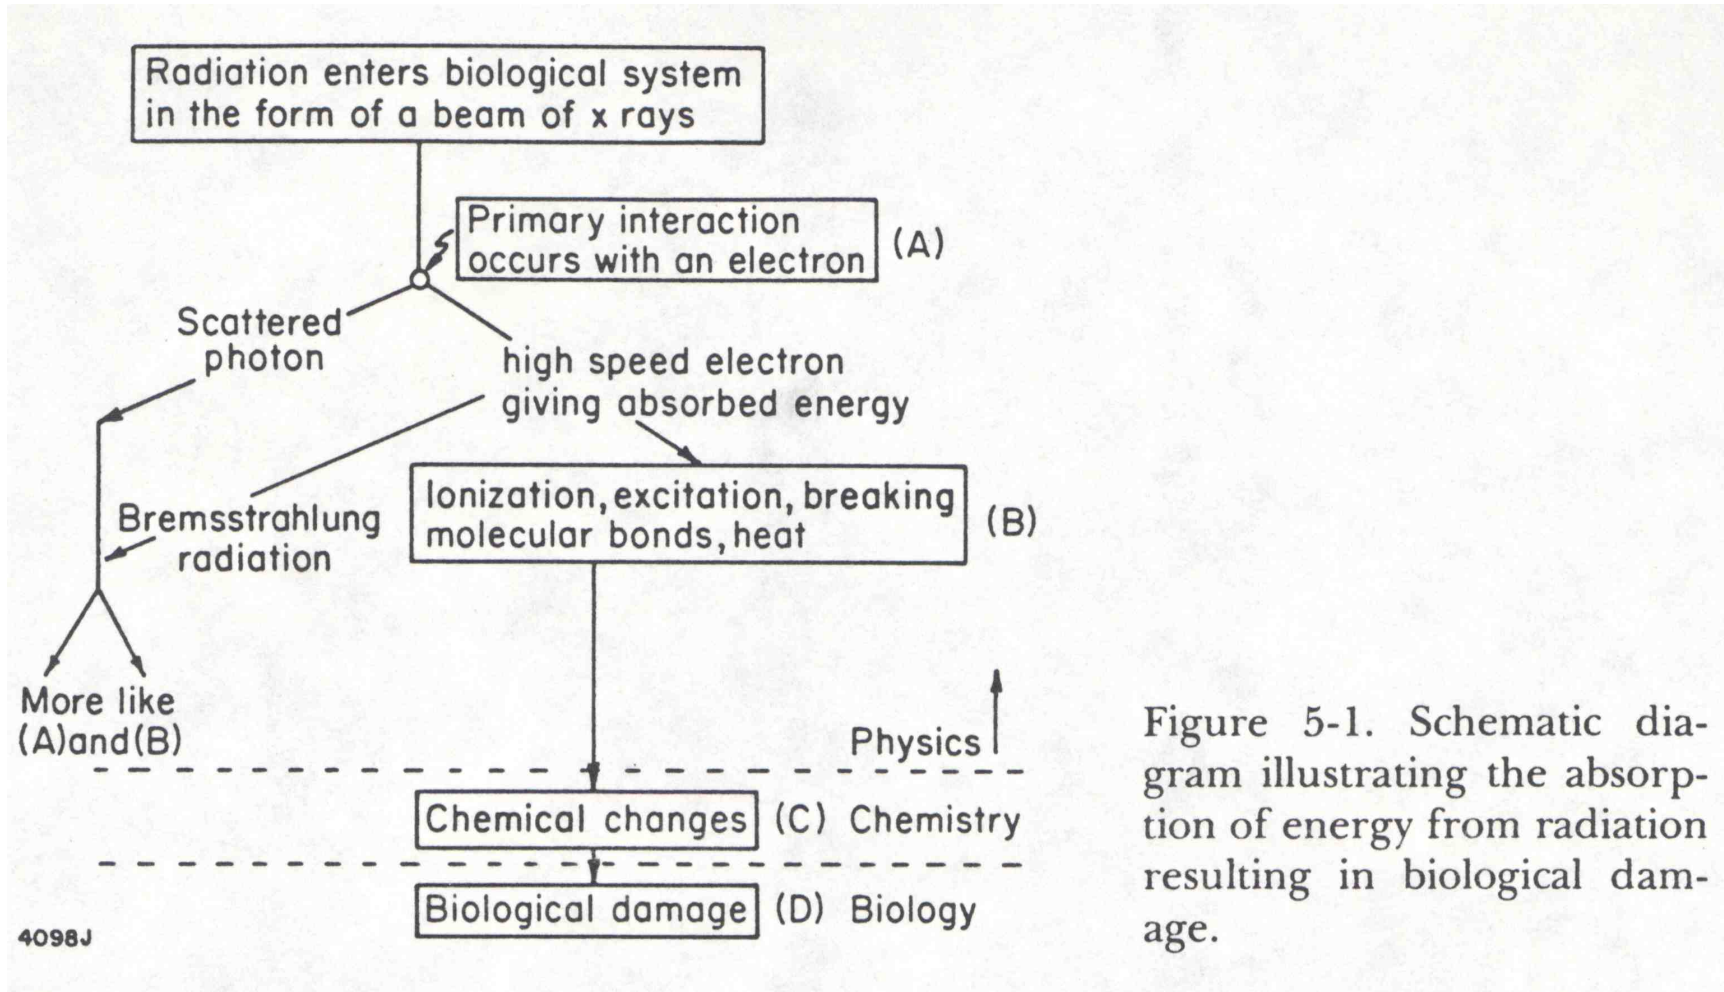 Radiation enters biological system
in the form of a beam of x rays
Primary interaction
occurs with an electron
(A)
Scattered
photon
high speed electron
giving absorbed energy
Bremsstrahlung
radiation
Ionization, excitation, breaking
molecular bonds, heat
(B)
More like
(A) and (B)
Physics
Chemical changes (C) Chemistry
Biological damage (D) Biology
4098J
Figure 5-1. Schematic dia-
gram illustrating the absorp-
tion of energy from radiation
resulting in biological dam-
age.